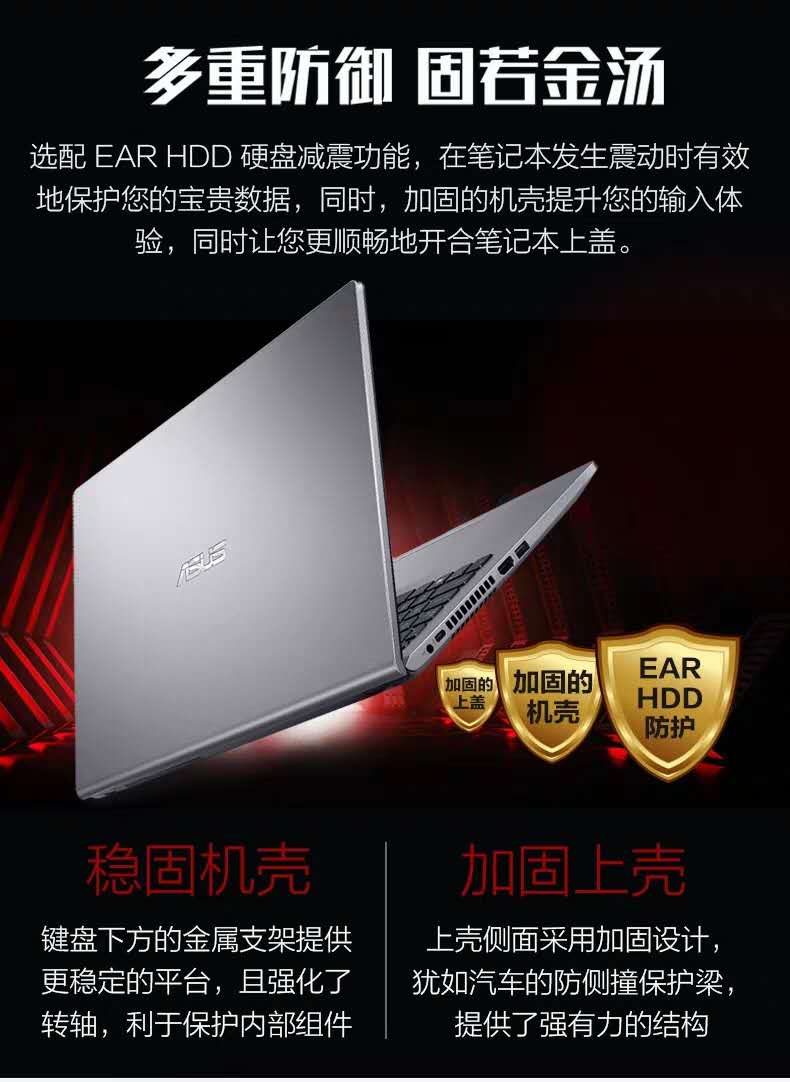 多重防御 固若金汤
选配 EAR HDD 硬盘减震功能，在笔记本发生震动时有效
地保护您的宝贵数据，同时，加固的机壳提升您的输入体
验，同时让您更顺畅地开合笔记本上盖。
ASUS
加固的
上盖
加固的
机壳
EAR
HDD
防护
稳固机壳
键盘下方的金属支架提供
更稳定的平台，且强化了
转轴，利于保护内部组件
加固上壳
上壳侧面采用加固设计，
犹如汽车的防侧撞保护梁，
提供了强有力的结构